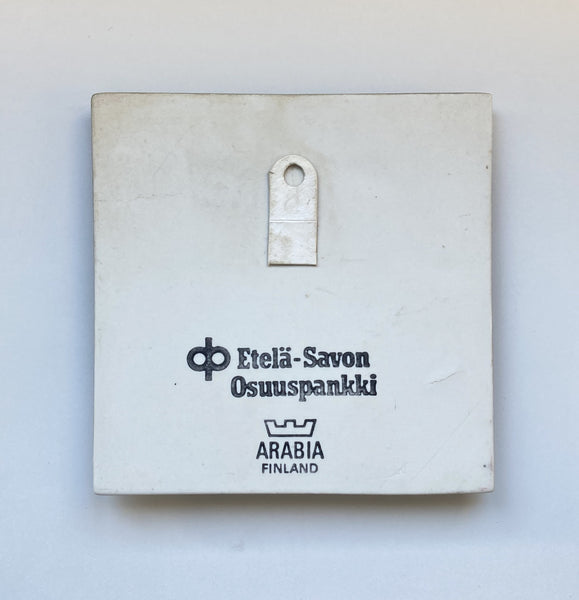 Etelä-Savon
Osuuspankki
ARABIA
FINLAND